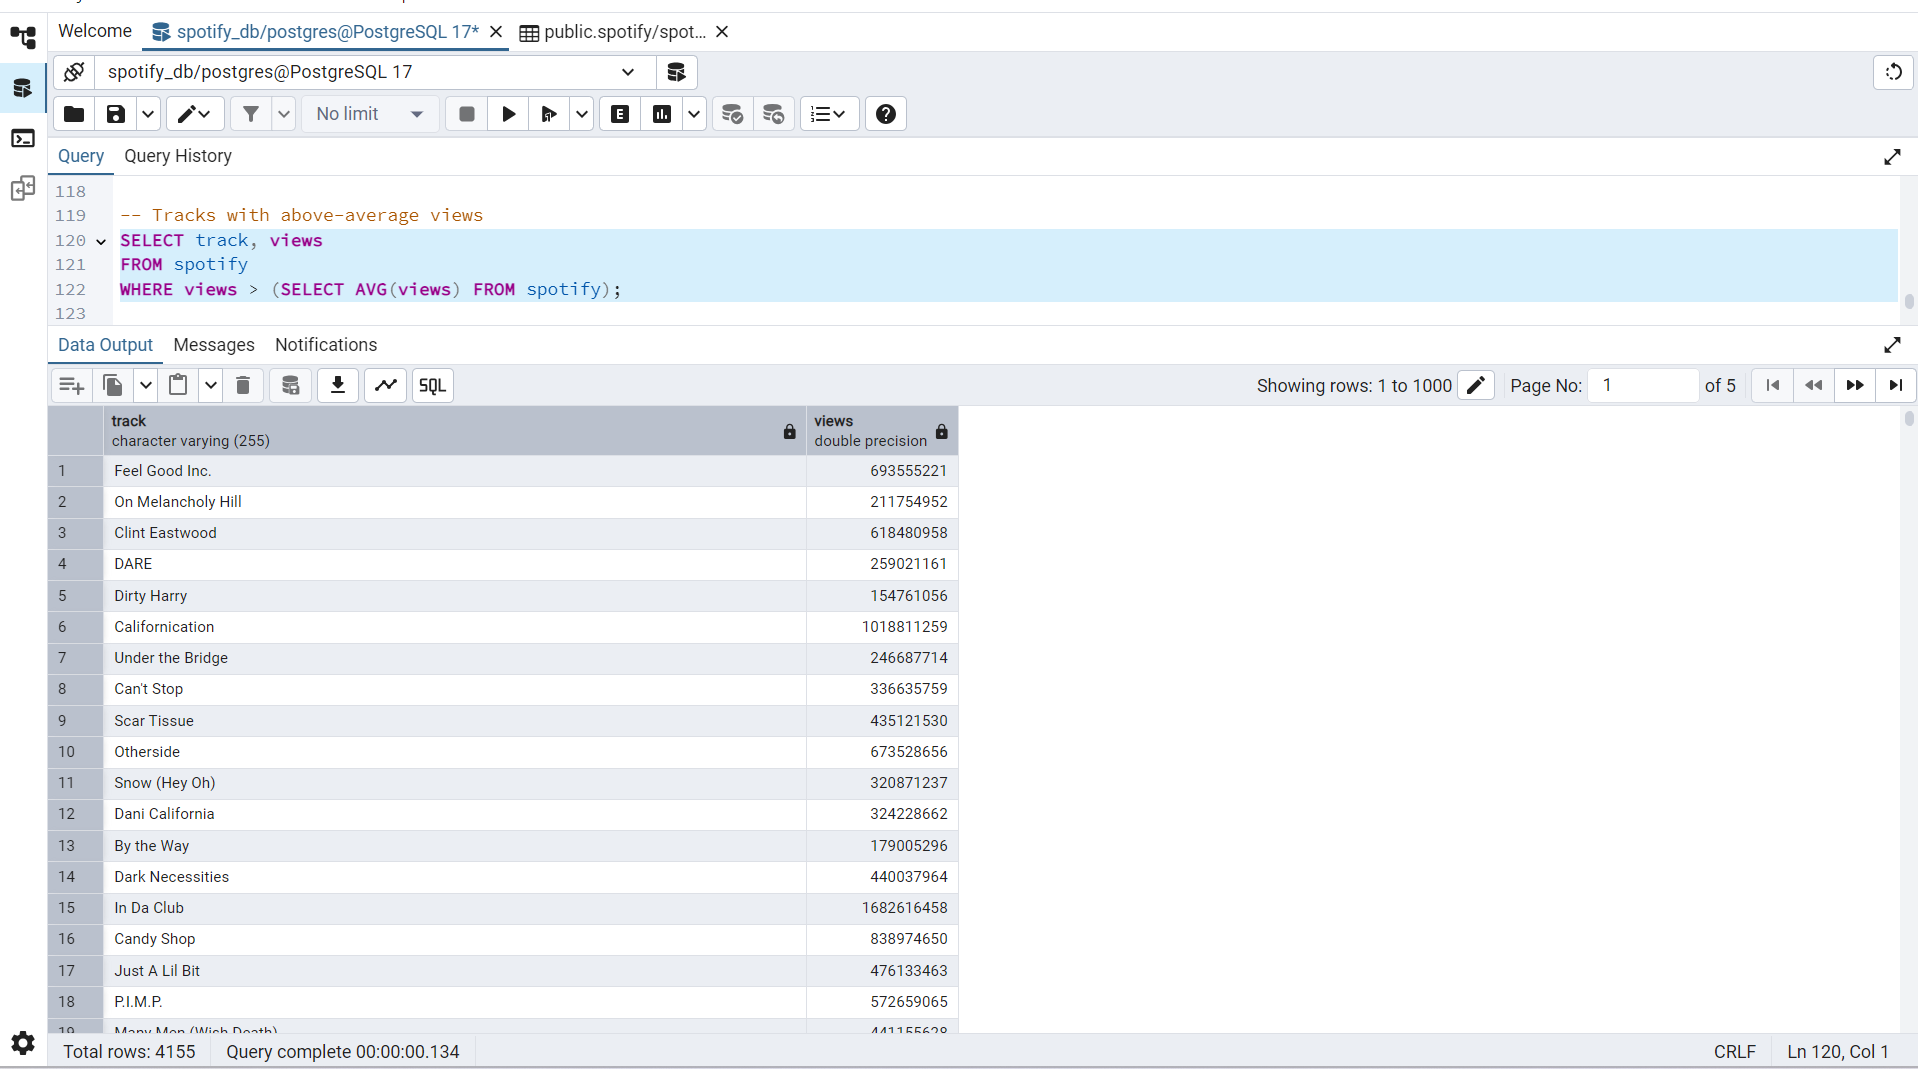 Welcome spotify_db/postgres@PostgreSQL 17* public.spotify/spot...
spotify_db/postgres@PostgreSQL 17
No limit E
Query Query History
118
119 -- Tracks with above-average views
120 SELECT track, views
121 FROM spotify
122 WHERE views > (SELECT AVG(views) FROM spotify);
123
Data Output Messages Notifications
SQL Showing rows: 1 to 1000 Page No: 1 of 5
track views
character varying (255) double precision
1 Feel Good Inc. 693555221
2 On Melancholy Hill 211754952
3 Clint Eastwood 618480958
4 DARE 259021161
5 Dirty Harry 154761056
6 Californication 1018811259
7 Under the Bridge 246687714
8 Can't Stop 336635759
9 Scar Tissue 435121530
10 Otherside 673528656
11 Snow (Hey Oh) 320871237
12 Dani California 324228662
13 By the Way 179005296
14 Dark Necessities 440037964
15 In Da Club 1682616458
16 Candy Shop 838974650
17 Just A Lil Bit 476133463
18 P.I.M.P. 572659065
19 Many Men (Wish Death) 441155628
Total rows: 4155 Query complete 00:00:00.134 CRLF Ln 120, Col 1